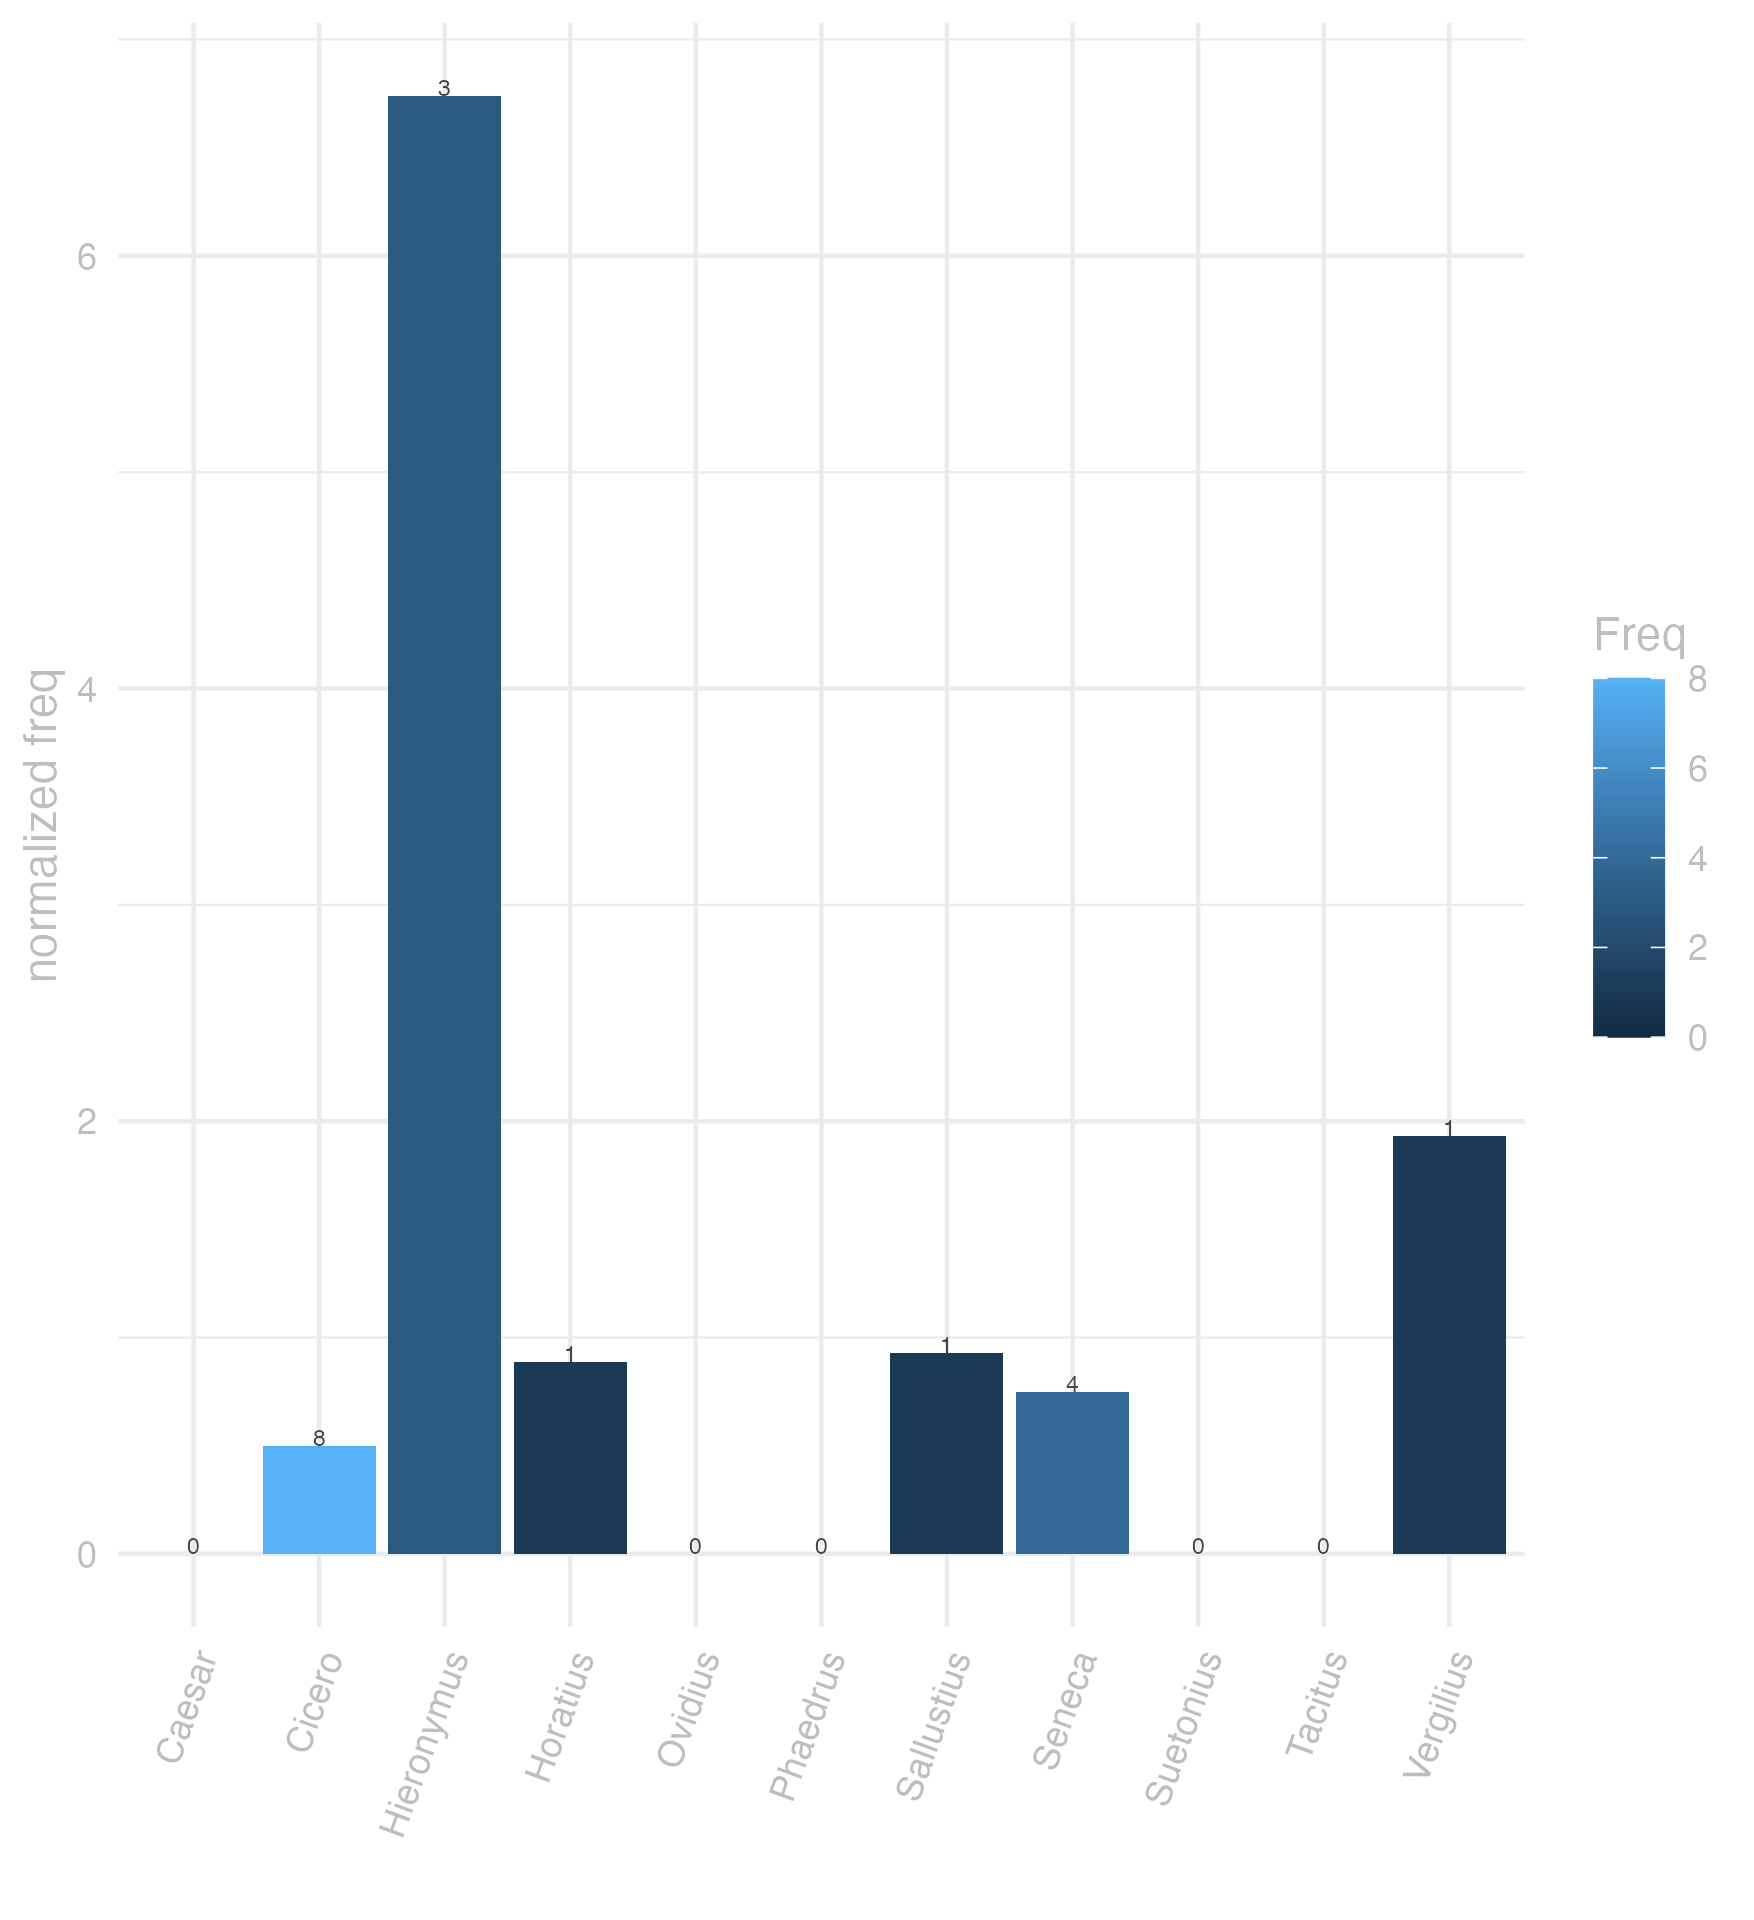 3
6
4
2
0
normalized freq
0
8
3
1
0
0
1
4
0
0
1
Caesar
Cicero
Hieronymus
Horatius
Ovidius
Phaedrus
Sallustius
Seneca
Suetonius
Tacitus
Vergilius
Freq
8
6
4
2
0